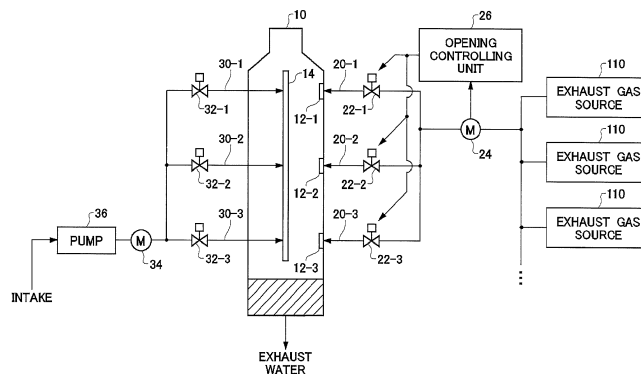 10
26
30-1
14
20-1
OPENING
CONTROLLING
UNIT
110
EXHAUST GAS
SOURCE
32-1
12-1
22-1
M
24
30-2
20-2
110
EXHAUST GAS
SOURCE
32-2
12-2
22-2
36
30-3
20-3
110
EXHAUST GAS
SOURCE
PUMP
M
34
32-3
12-3
22-3
INTAKE
EXHAUST
WATER